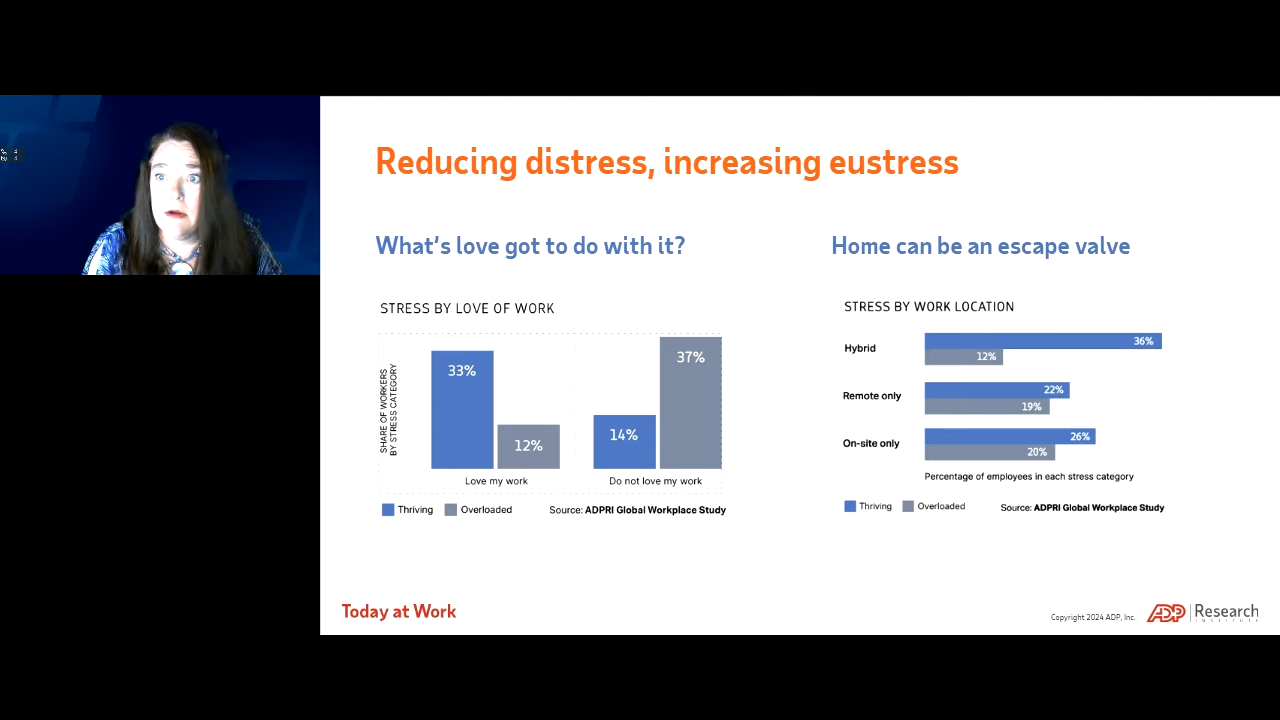 Reducing distress, increasing eustress
What's love got to do with it?
STRESS BY LOVE OF WORK
SHARE OF WORKERS
BY STRESS CATEGORY
33%
12%
14%
37%
Love my work
Do not love my work
Thriving
Overloaded
Source: ADPRI Global Workplace Study
Home can be an escape valve
STRESS BY WORK LOCATION
Hybrid
36%
12%
Remote only
22%
19%
On-site only
26%
20%
Percentage of employees in each stress category
Thriving
Overloaded
Source: ADPRI Global Workplace Study
Today at Work
Copyright 2024 ADP, Inc.
ADP
Research
INSTITUTE